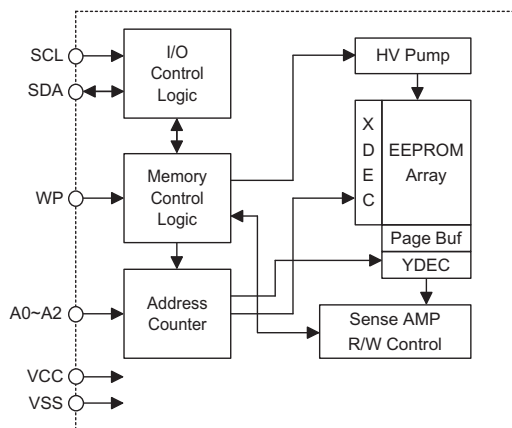 SCL
SDA
WP
A0~A2
VCC
VSS
I/O
Control
Logic
Memory
Control
Logic
Address
Counter
HV Pump
X
D
E
C
EEPROM
Array
Page Buf
YDEC
Sense AMP
R/W Control